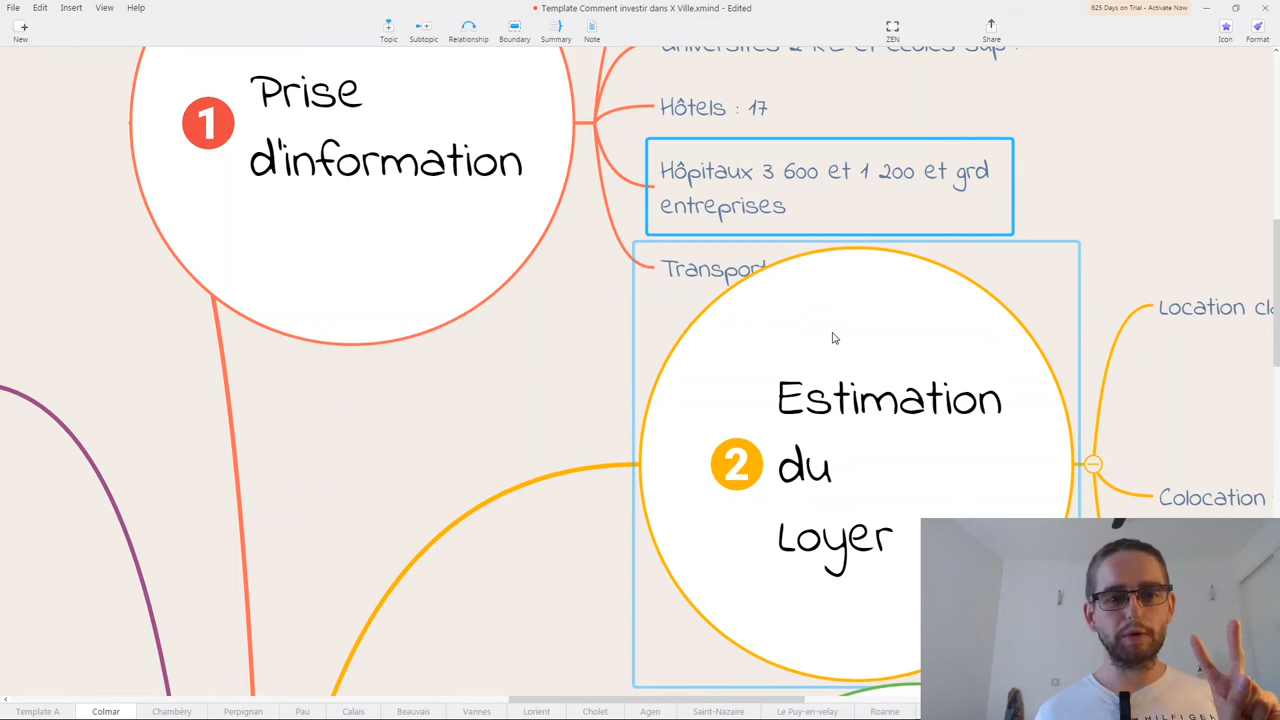 File Edit Insert View Help
Template Comment investir dans X Ville.xmind - Edited
625 Days on Trial - Activate Now
New
Topic
Subtopic
Relationship
Boundary
Summary
Note
ZEN
Share
Icon
Format
1 Prise
d'information
Hôtels : 17
Hôpitaux 3 600 et 1 200 et grd
entreprises
Transport
Location
Estimation
2 du
Loyer
Colocation
HILFIGE
Template A Colmar Chambéry Perpignan Pau Calais Beauvais Vannes Lorient Cholet Agen Saint-Nazaire Le Puy-en-velay Roanne